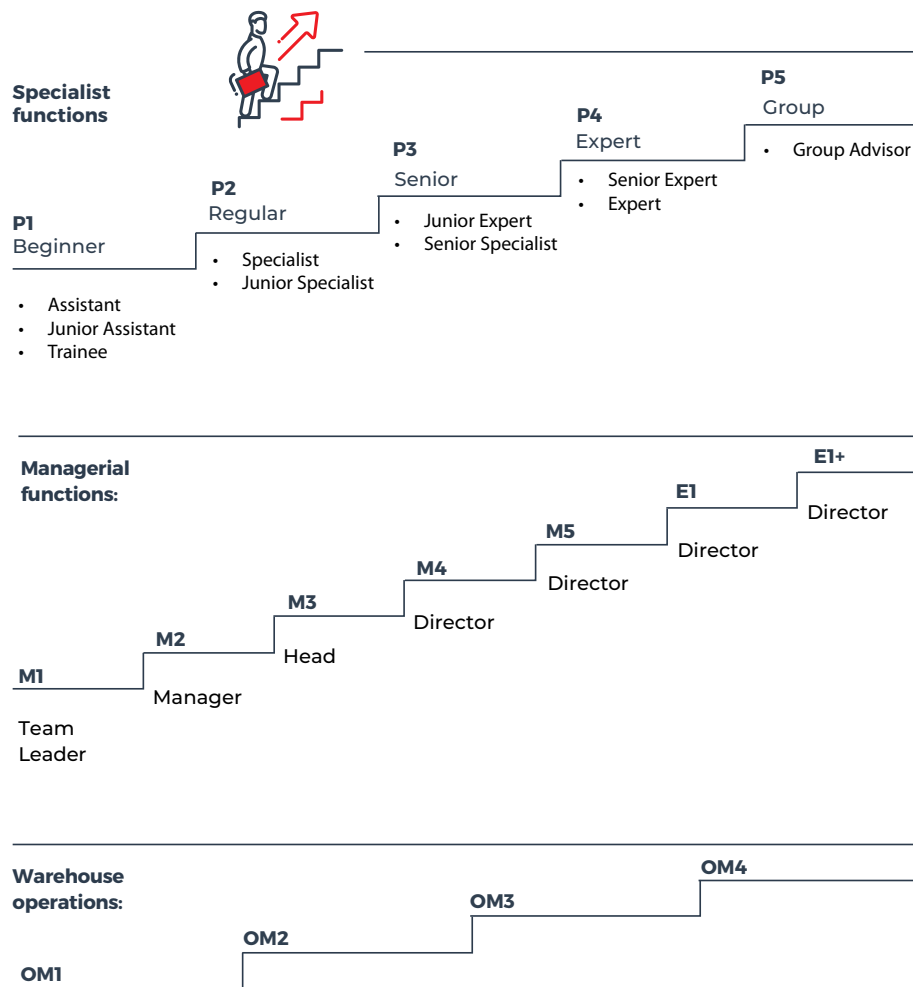 Specialist
functions
P1
Beginner
• Assistant
• Junior Assistant
• Trainee
P2
Regular
• Specialist
• Junior Specialist
P3
Senior
• Junior Expert
• Senior Specialist
P4
Expert
• Senior Expert
• Expert
P5
Group
• Group Advisor
Managerial
functions:
M1
Team
Leader
M2
Manager
M3
Head
M4
Director
M5
Director
E1
Director
E1+
Director
Warehouse
operations:
OM1
OM2
OM3
OM4